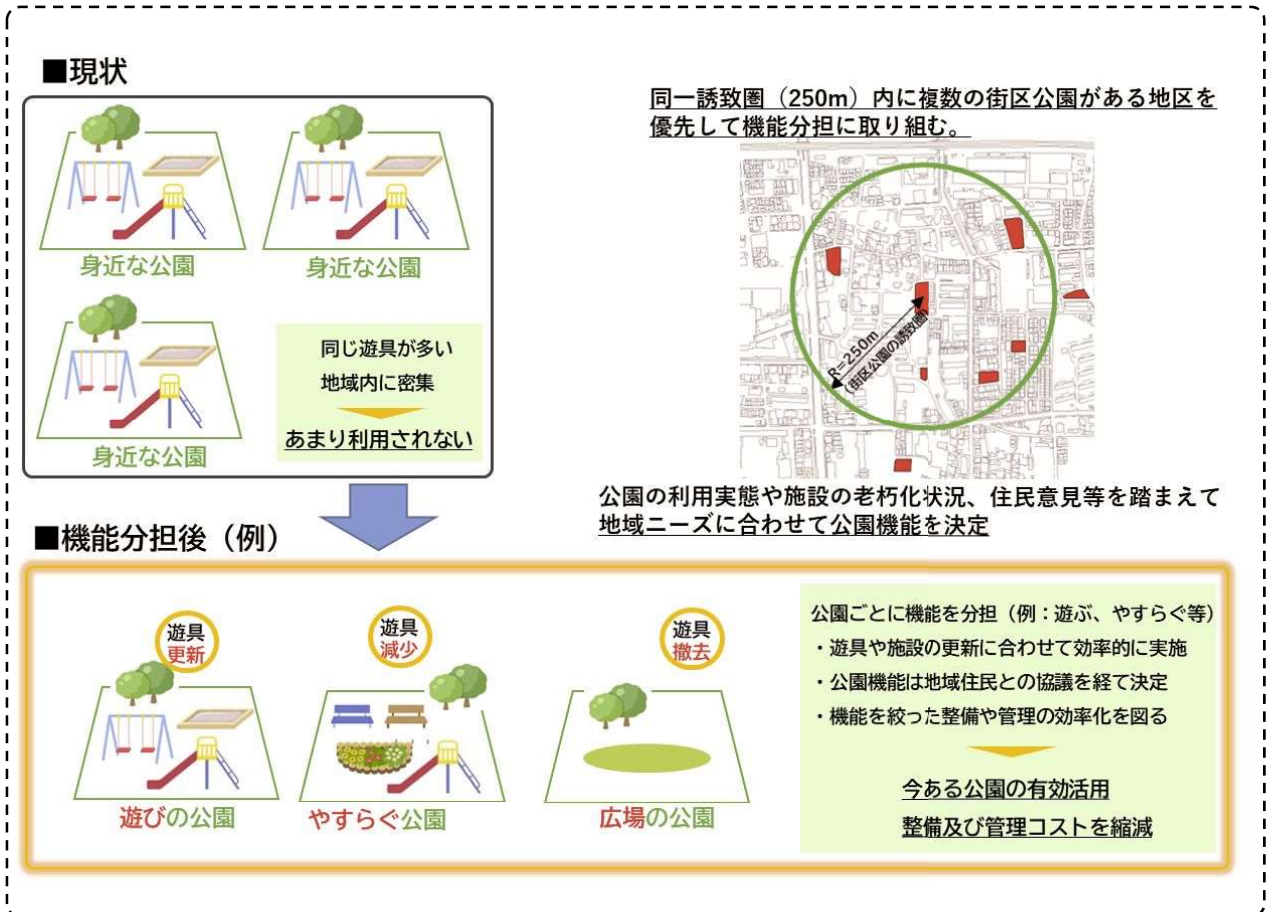 ■現状
身近な公園
身近な公園
身近な公園
同じ遊具が多い
地域内に密集
あまり利用されない
同一誘致圏（250m）内に複数の街区公園がある地区を
優先して機能分担に取り組む。
R=250m
（街区公園の誘致圏）
公園の利用実態や施設の老朽化状況、住民意見等を踏まえて
地域ニーズに合わせて公園機能を決定
■機能分担後（例）
遊具
更新
遊びの公園
遊具
減少
やすらぐ公園
遊具
撤去
広場の公園
公園ごとに機能を分担（例：遊ぶ、やすらぐ等）
・遊具や施設の更新に合わせて効率的に実施
・公園機能は地域住民との協議を経て決定
・機能を絞った整備や管理の効率化を図る
今ある公園の有効活用
整備及び管理コストを縮減